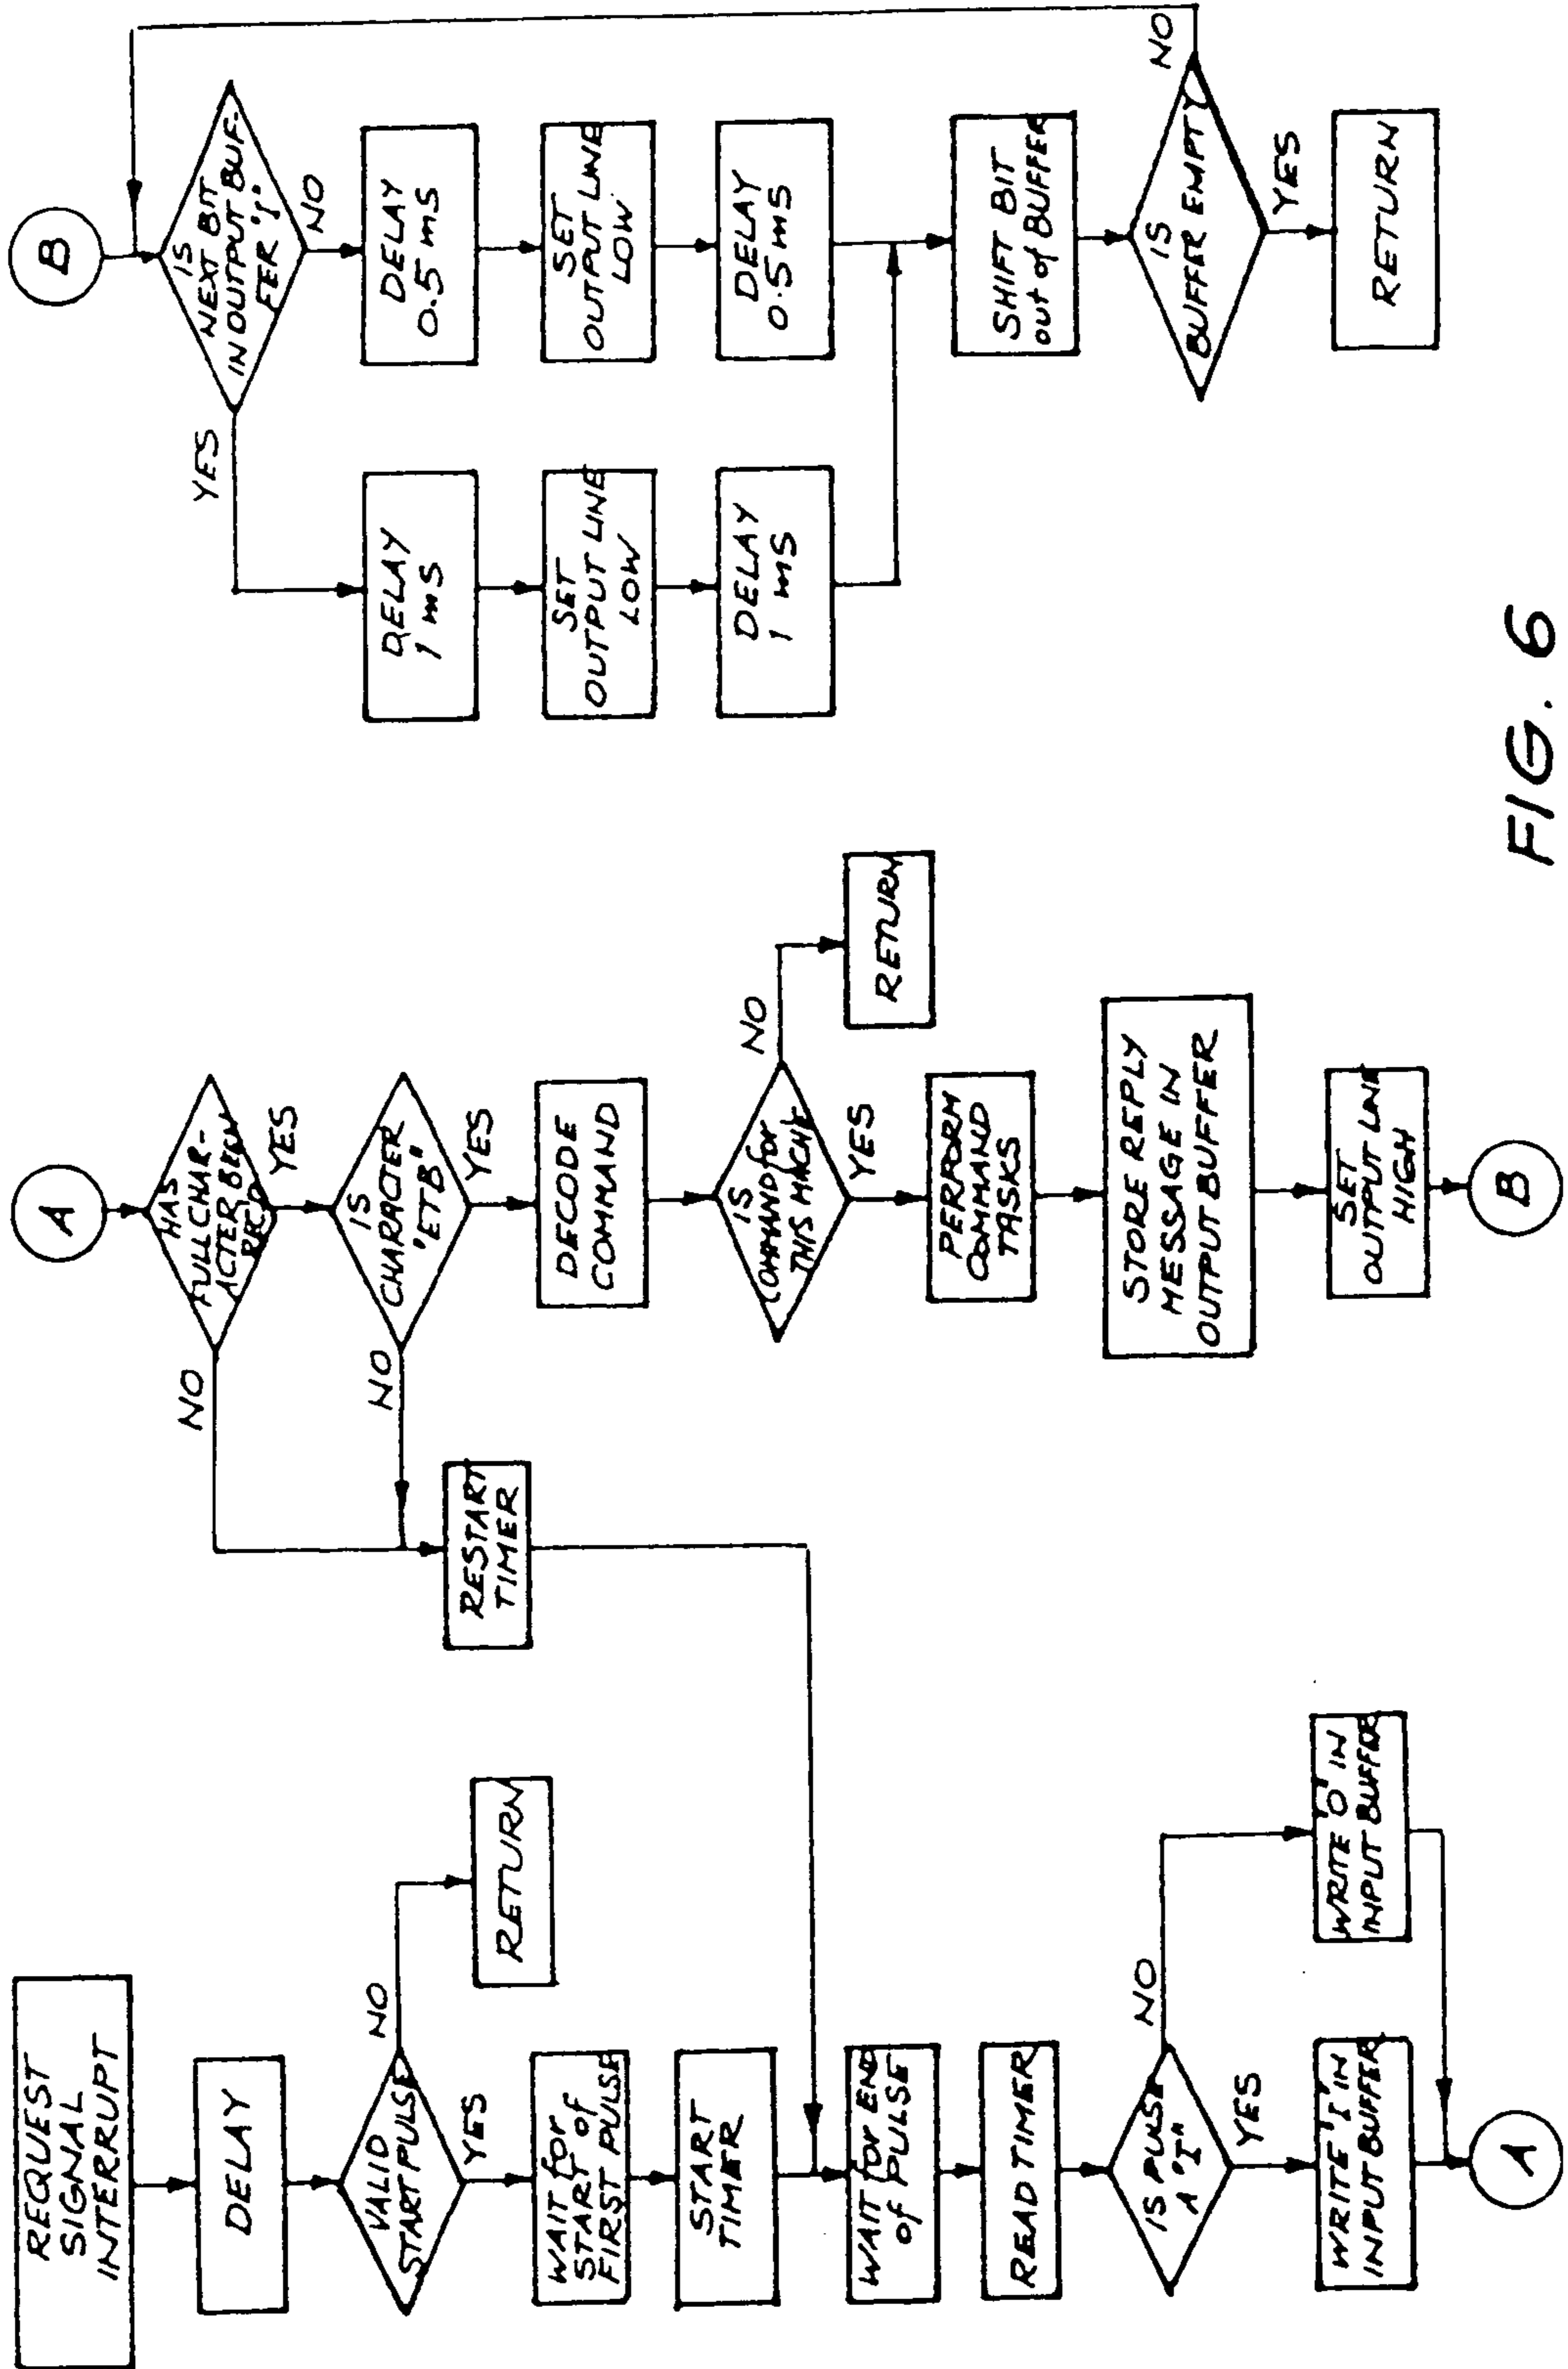 REQUEST
SIGNAL
INTERRUPT
DELAY
VALID
START PULSE
NO
RETURN
YES
WAIT for
START of
FIRST PULSE
START
TIMER
WAIT for END
of PULSE
READ TIMER
IS PULSE
A "I"
NO
YES
WRITE 'I' IN
INPUT BUFFER
WRITE 'O' IN
INPUT BUFFER
A
A
HAS
FULL CHAR-
ACTER BEEN
REC'D
NO
YES
IS
CHARACTER
'ETB'
NO
YES
RESTART
TIMER
DECODE
COMMAND
IS
COMMAND for
THIS MACH
NO
RETURN
YES
PERFORM
COMMAND
TASKS
STORE REPLY
MESSAGE IN
OUTPUT BUFFER
SET
OUTPUT LINE
HIGH
B
B
IS
NEXT BIT
IN OUTPUT BUF-
FER 'I'
YES
NO
DELAY
1 mS
SET
OUTPUT LINE
LOW
DELAY
1 mS
DELAY
0.5 mS
SET
OUTPUT LINE
LOW
DELAY
0.5 mS
SHIFT BIT
out of BUFFER
IS
BUFFER EMPTY
NO
YES
RETURN
FIG. 6